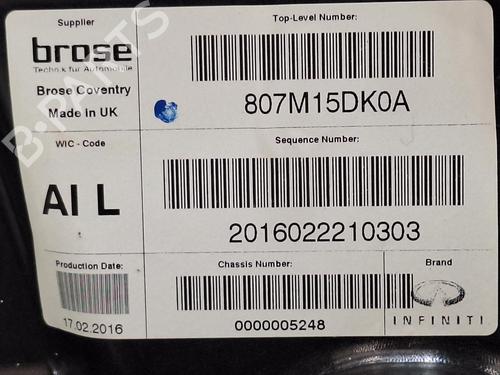 Supplier
brose
Technik für Automobile
Brose Coventry
Made in UK
Top-Level Number:
807M15DK0A
WIC - Code
AI L
Sequence Number:
2016022210303
Production Date:
17.02.2016
Chassis Number:
0000005248
Brand
INFINITI
B-PARTS